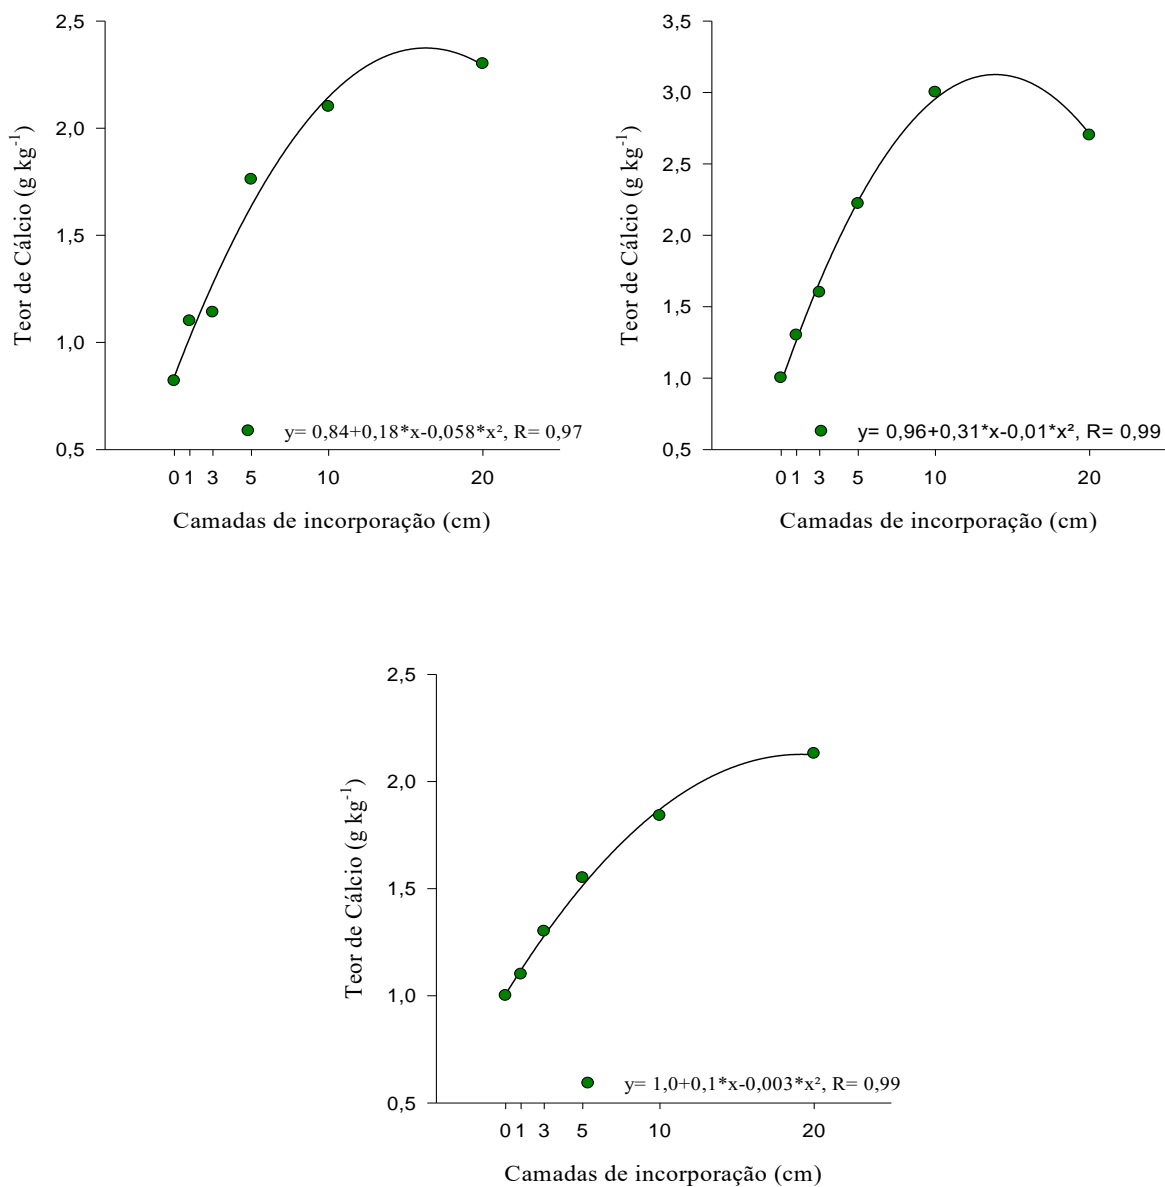 Teor de Cálcio (g kg⁻¹)
2,5
2,0
1,5
1,0
0,5
y= 0,84+0,18*x-0,058*x², R= 0,97
0 1 3 5 10 20
Camadas de incorporação (cm)
Teor de Cálcio (g kg⁻¹)
3,5
3,0
2,5
2,0
1,5
1,0
0,5
y= 0,96+0,31*x-0,01*x², R= 0,99
0 1 3 5 10 20
Camadas de incorporação (cm)
Teor de Cálcio (g kg⁻¹)
2,5
2,0
1,5
1,0
0,5
y= 1,0+0,1*x-0,003*x², R= 0,99
0 1 3 5 10 20
Camadas de incorporação (cm)